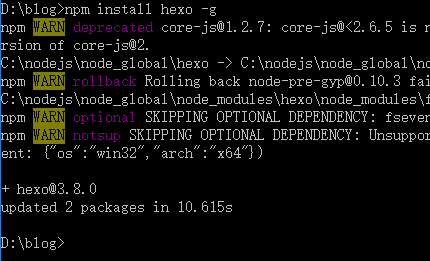 D:\blog>npm install hexo -g
npm WARN deprecated core-js@1.2.7: core-js@<2.6.5 is n
rsion of core-js@2.
C:\nodejs\node_global\hexo -> C:\nodejs\node_global\no
npm WARN rollback Rolling back node-pre-gyp@0.10.3 fai
C:\nodejs\node_global\node_modules\hexo\node_modules\f
npm WARN optional SKIPPING OPTIONAL DEPENDENCY: fseven
npm WARN notsup SKIPPING OPTIONAL DEPENDENCY: Unsuppor
ent: {"os":"win32","arch":"x64"})
+ hexo@3.8.0
updated 2 packages in 10.615s
D:\blog>